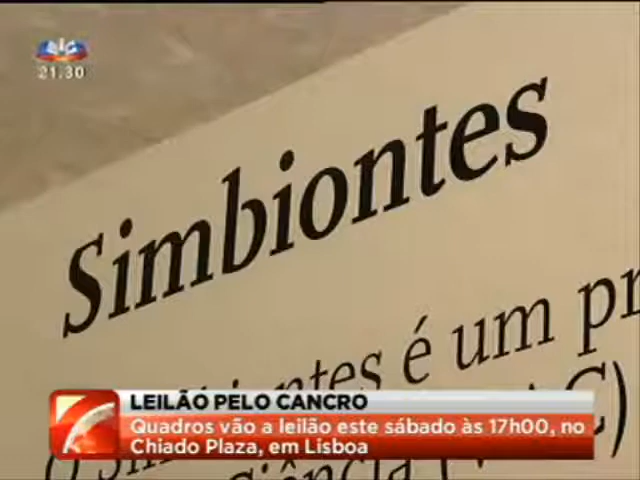 SIC
21.30
Simbiontes
ntes é um pr
LEILÃO PELO CANCRO
Quadros vão a leilão este sábado às 17h00, no
Chiado Plaza, em Lisboa